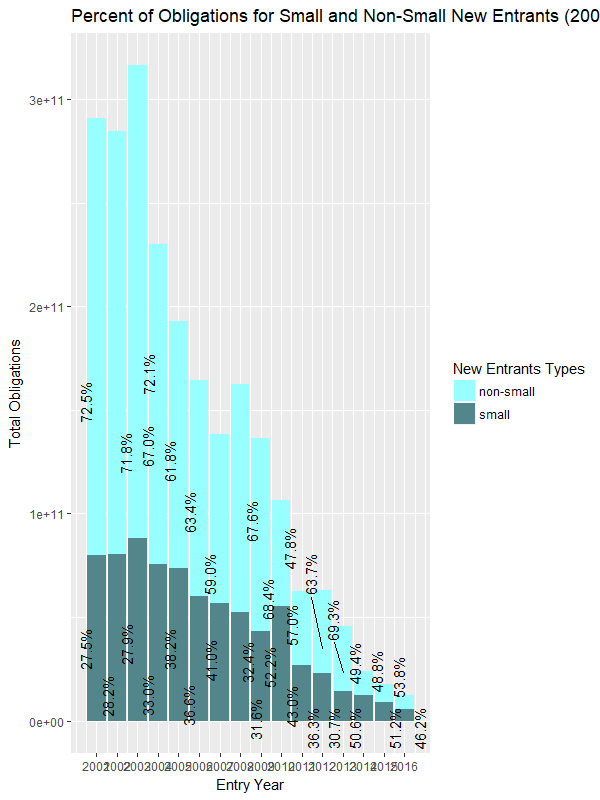 Percent of Obligations for Small and Non-Small New Entrants (200
3e+11
2e+11
1e+11
0e+00
Total Obligations
72.5%
71.8%
72.1%
67.0%
61.8%
63.4%
59.0%
67.6%
68.4%
47.8%
57.0%
63.7%
69.3%
49.4%
48.8%
53.8%
27.5%
28.2%
27.9%
33.0%
38.2%
36.6%
41.0%
32.4%
31.6%
52.2%
43.0%
36.3%
30.7%
50.6%
51.2%
46.2%
2001 2002 2003 2004 2005 2006 2007 2008 2009 2010 2011 2012 2013 2014 2015 2016
Entry Year
New Entrants Types
non-small
small